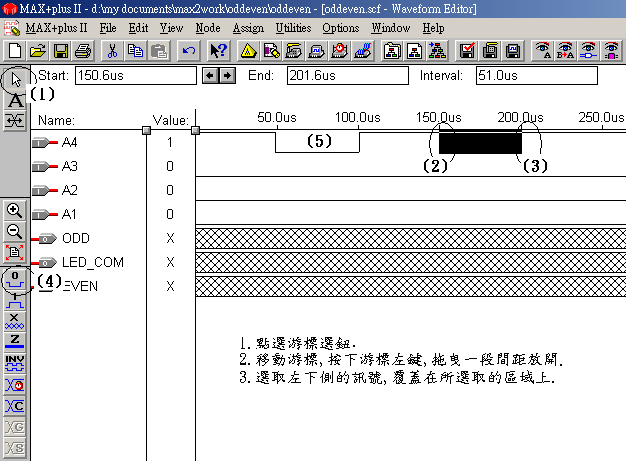 MAX+plus II - d:\my documents\max2work\oddeven\oddeven - [oddeven.scf - Waveform Editor]
MAX+plus II File Edit View Node Assign Utilities Options Window Help
Start: 150.6us End: 201.6us Interval: 51.0us
(1)
A
Name: Value: 50.0us 100.0us 150.0us 200.0us 250.0us
A4 1 (5)
(2) (3)
A3 0
A2 0
A1 0
ODD X
LED_COM X
0 (4) EVEN X
1
X
Z
INV
C
G
S
1. 點選游標選鈕.
2. 移動游標, 按下游標左鍵, 拖曳一段間距放開.
3. 選取左下側的訊號, 覆蓋在所選取的區域上.